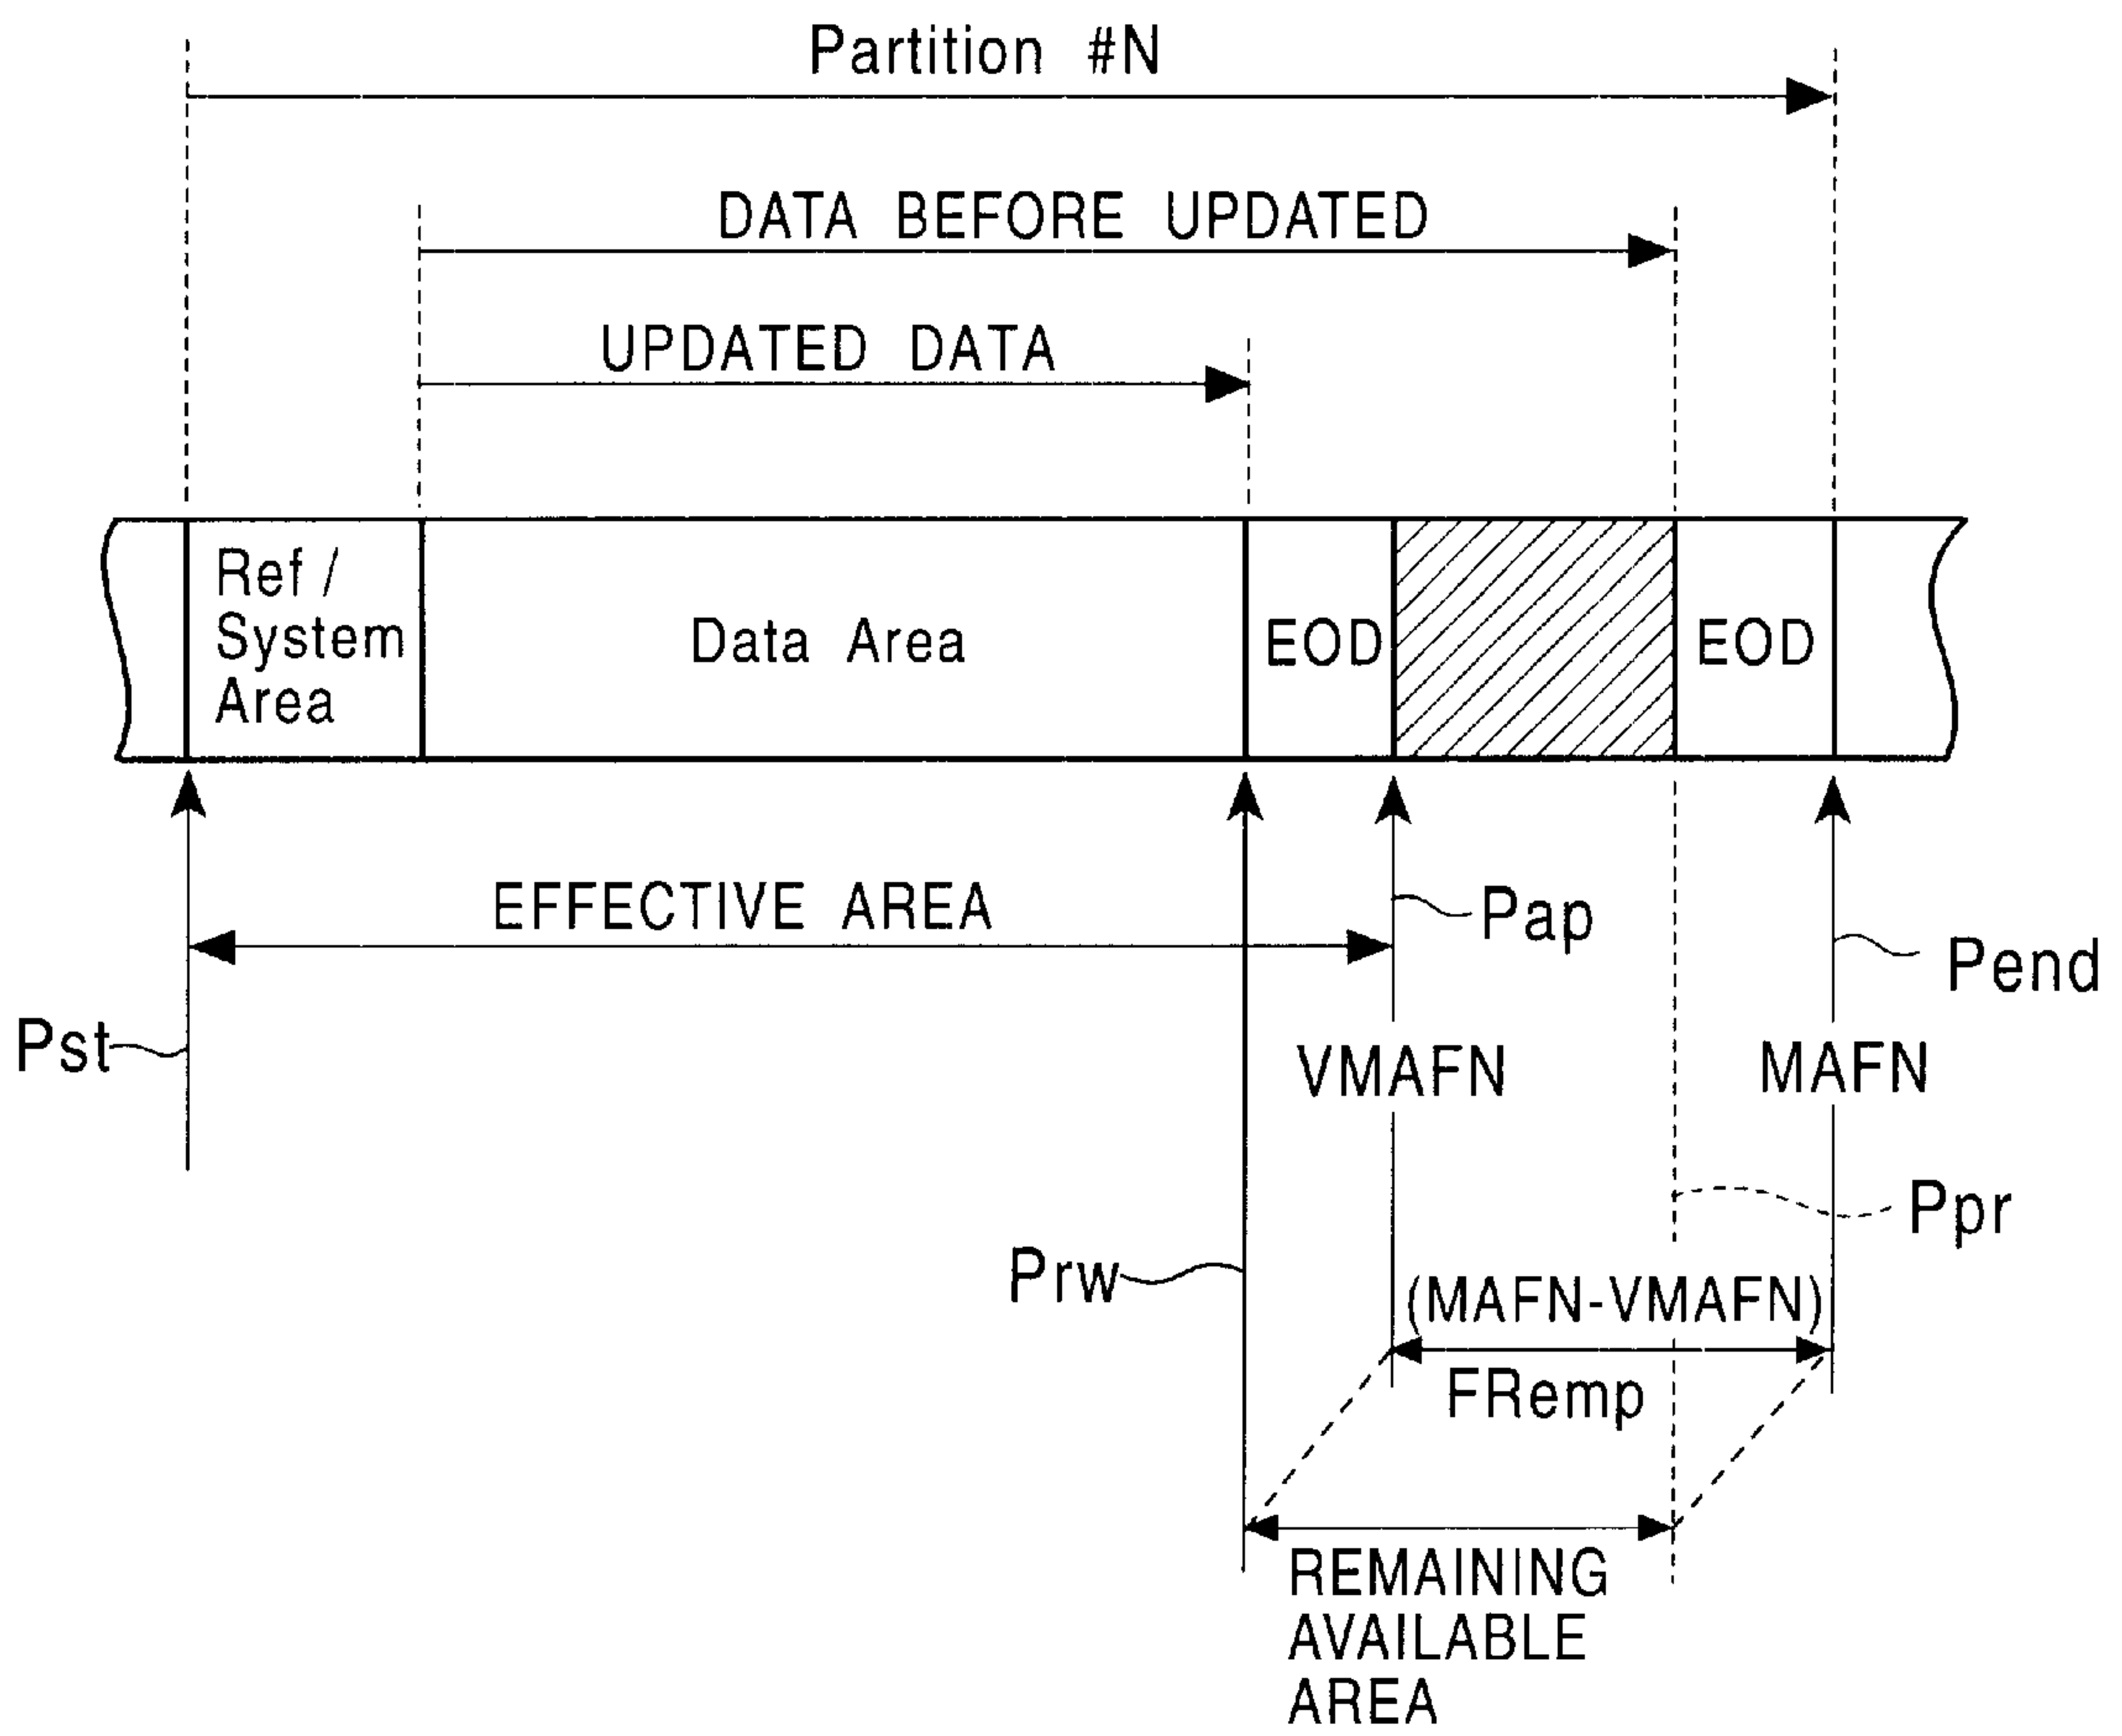 Partition #N
DATA BEFORE UPDATED
UPDATED DATA
Ref /
System
Area
Data Area
EOD
EOD
EFFECTIVE AREA
Pap
Pend
Pst
VMAFN
MAFN
Ppr
Prw
(MAFN-VMAFN)
FRemp
REMAINING
AVAILABLE
AREA